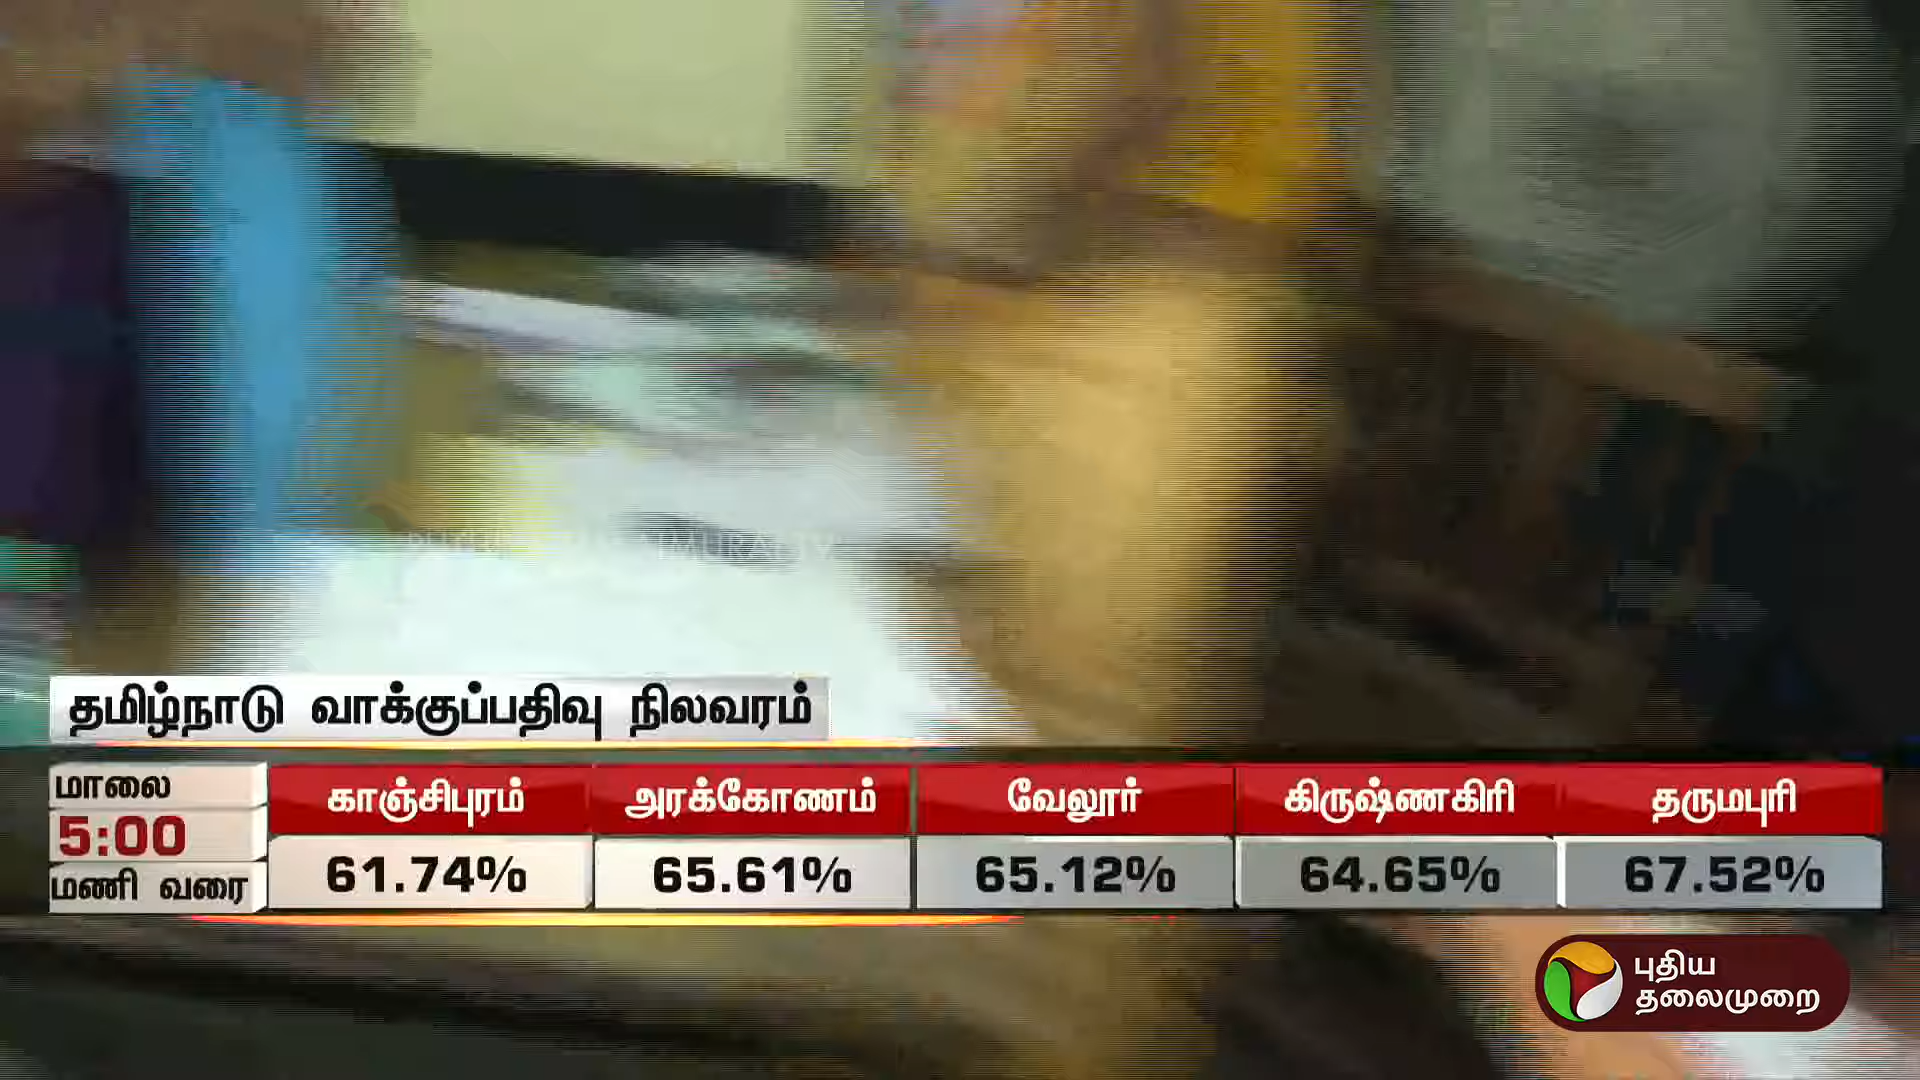 தமிழ்நாடு வாக்குப்பதிவு நிலவரம்
மாலை
5:00
மணி வரை
காஞ்சிபுரம் அரக்கோணம் வேலூர் கிருஷ்ணகிரி தருமபுரி
61.74% 65.61% 65.12% 64.65% 67.52%
புதிய
தலைமுறை